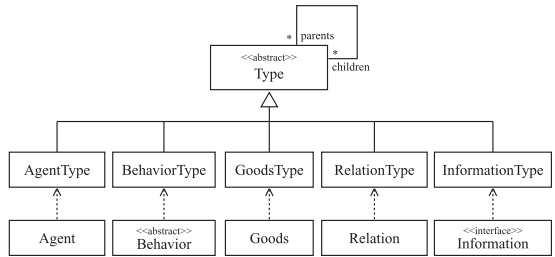 * parents
<<abstract>>
Type
*
children
AgentType BehaviorType GoodsType RelationType InformationType
Agent
<<abstract>>
Behavior
Goods
Relation
<<interface>>
Information